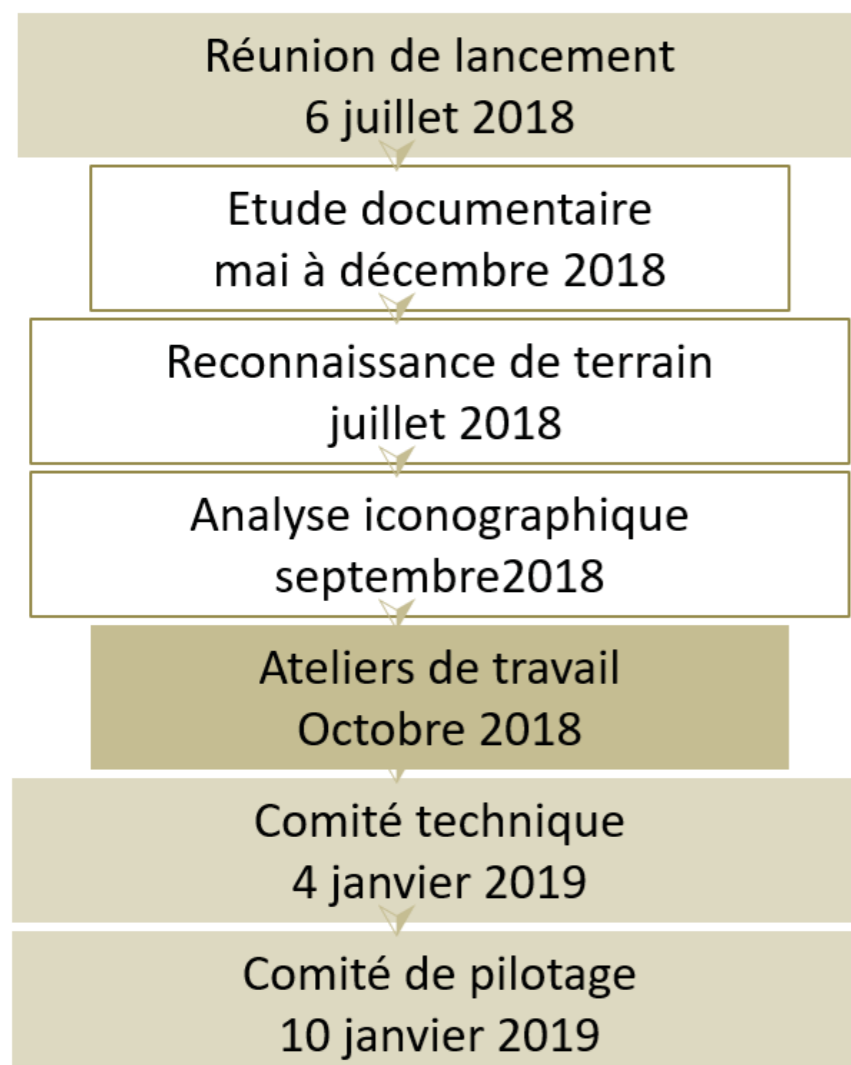 Réunion de lancement
6 juillet 2018
Etude documentaire
mai à décembre 2018
Reconnaissance de terrain
juillet 2018
Analyse iconographique
septembre2018
Ateliers de travail
Octobre 2018
Comité technique
4 janvier 2019
Comité de pilotage
10 janvier 2019